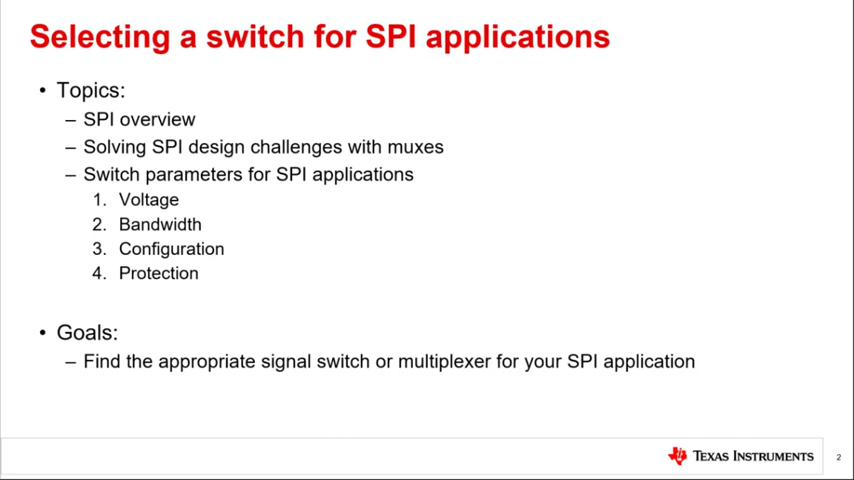 Selecting a switch for SPI applications
• Topics:
– SPI overview
– Solving SPI design challenges with muxes
– Switch parameters for SPI applications
1. Voltage
2. Bandwidth
3. Configuration
4. Protection
• Goals:
– Find the appropriate signal switch or multiplexer for your SPI application
TEXAS INSTRUMENTS
2